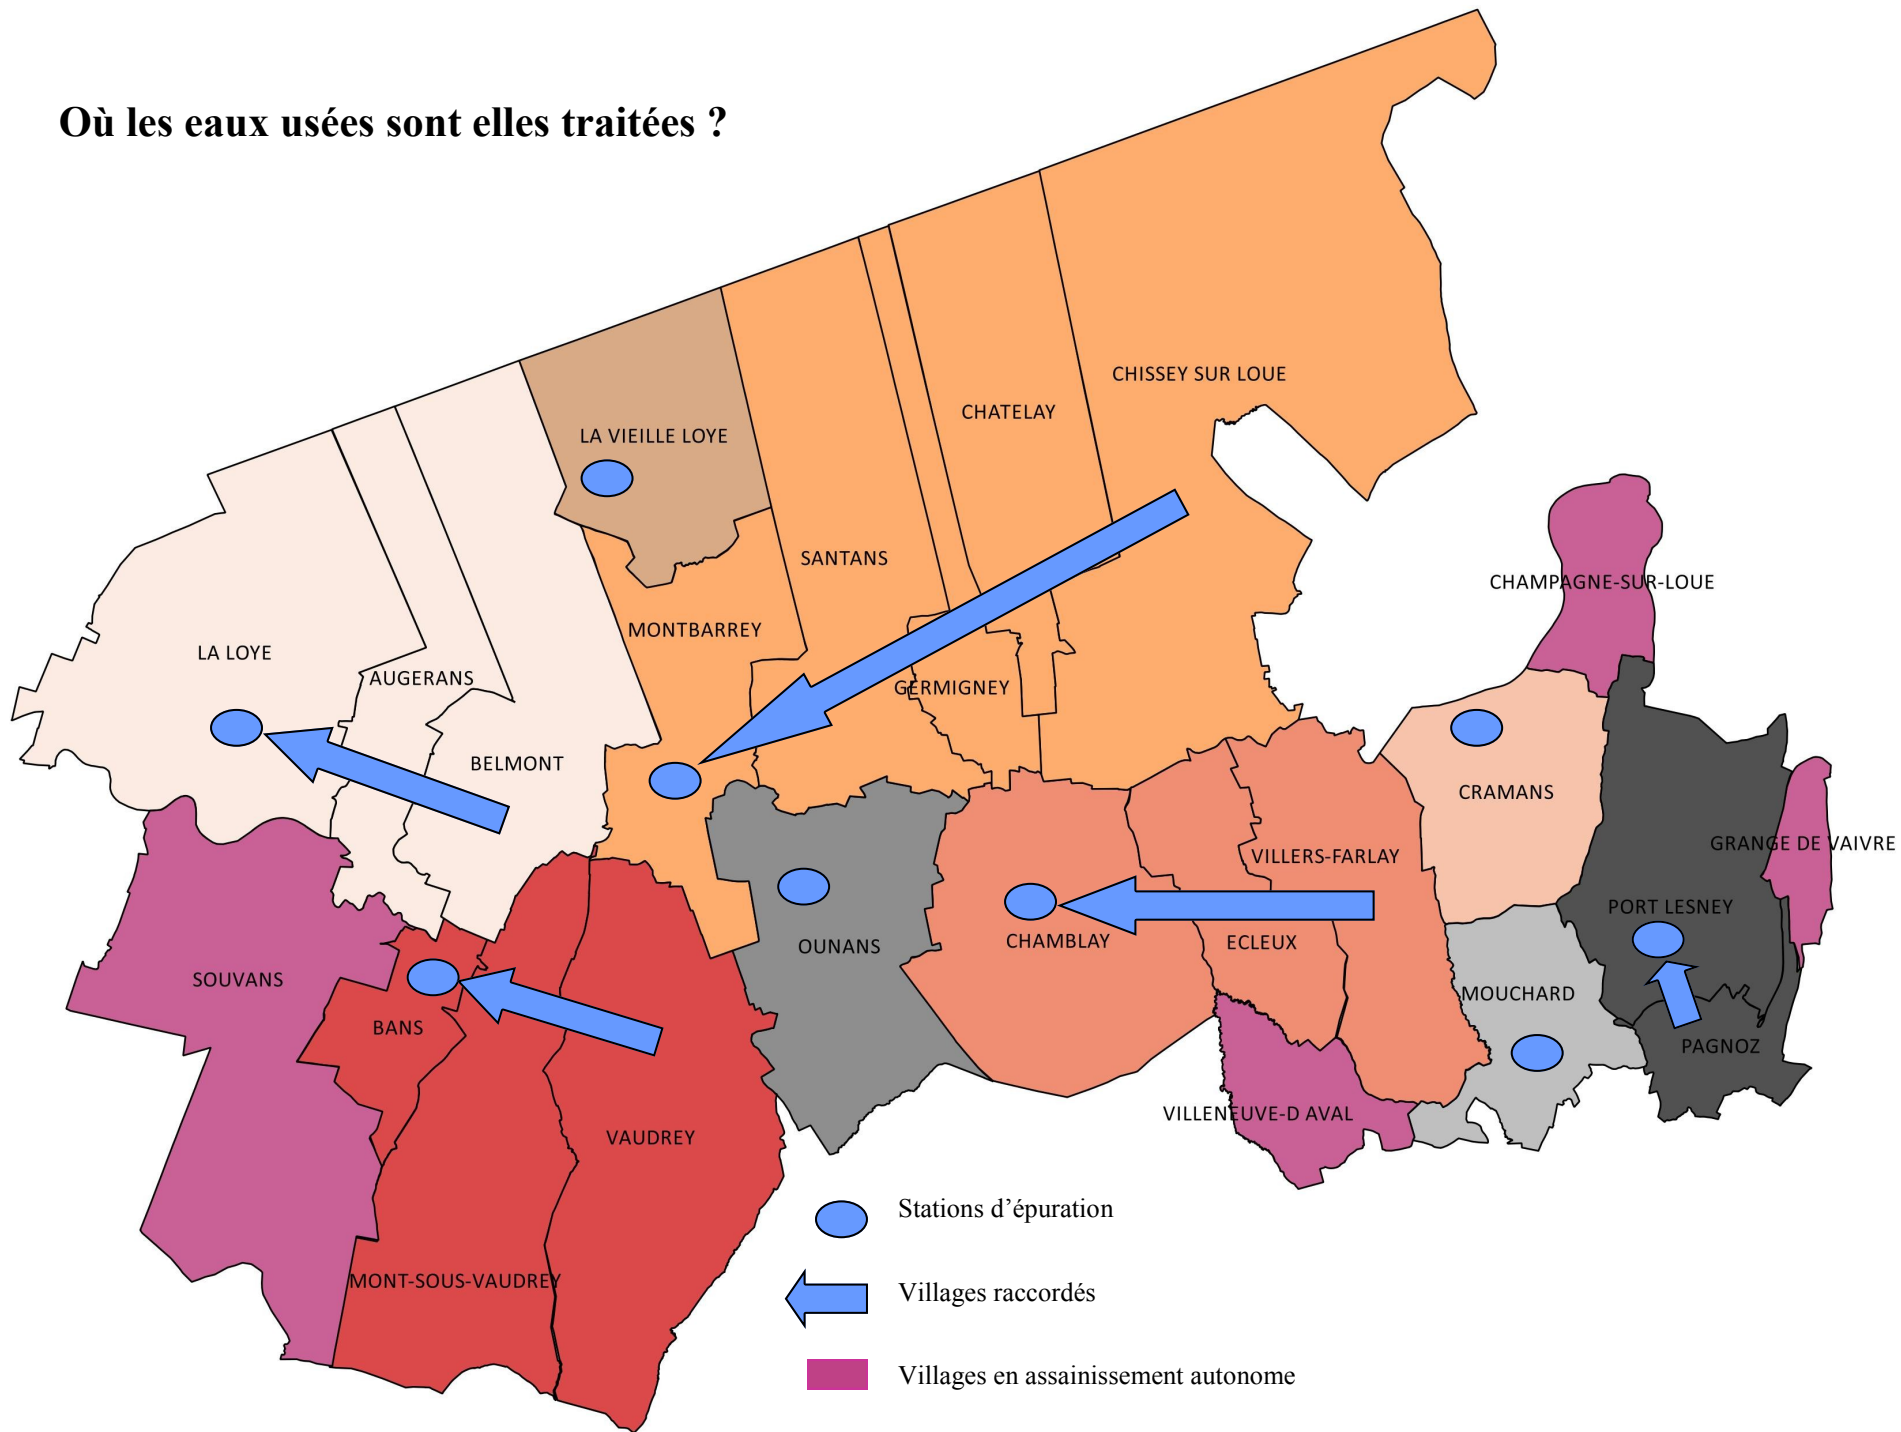 Où les eaux usées sont elles traitées ?
CHISSEY SUR LOUE
CHATELAY
LA VIEILLE LOYE
SANTANS
CHAMPAGNE-SUR-LOUE
MONTBARREY
LA LOYE
AUGERANS
GERMIGNEY
BELMONT
CRAMANS
GRANGE DE VAIVRE
VILLERS-FARLAY
PORT LESNEY
CHAMBLAY
ECLEUX
OUNANS
SOUVANS
MOUCHARD
BANS
PAGNOZ
VILLENEUVE-D AVAL
VAUDREY
MONT-SOUS-VAUDREY
Stations d’épuration
Villages raccordés
Villages en assainissement autonome